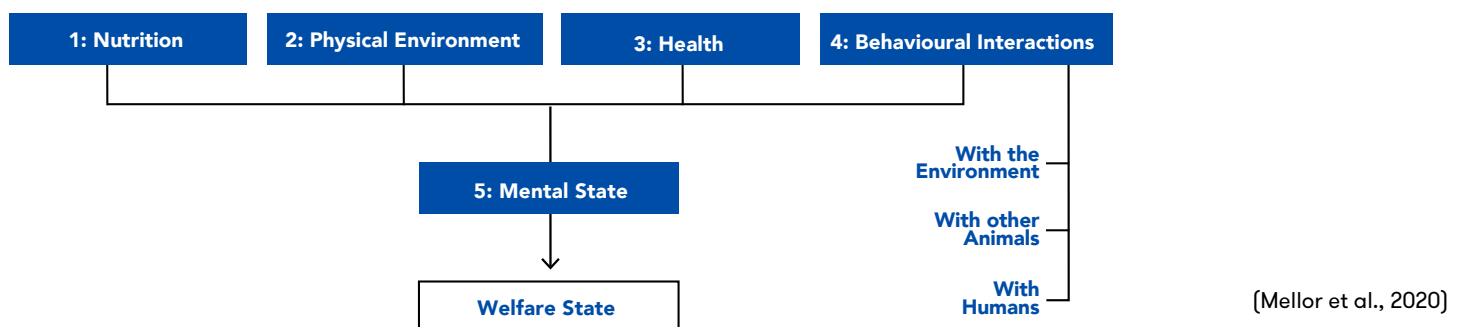 1: Nutrition
2: Physical Environment
3: Health
4: Behavioural Interactions
With the
Environment
5: Mental State
With other
Animals
With
Humans
Welfare State
(Mellor et al., 2020)